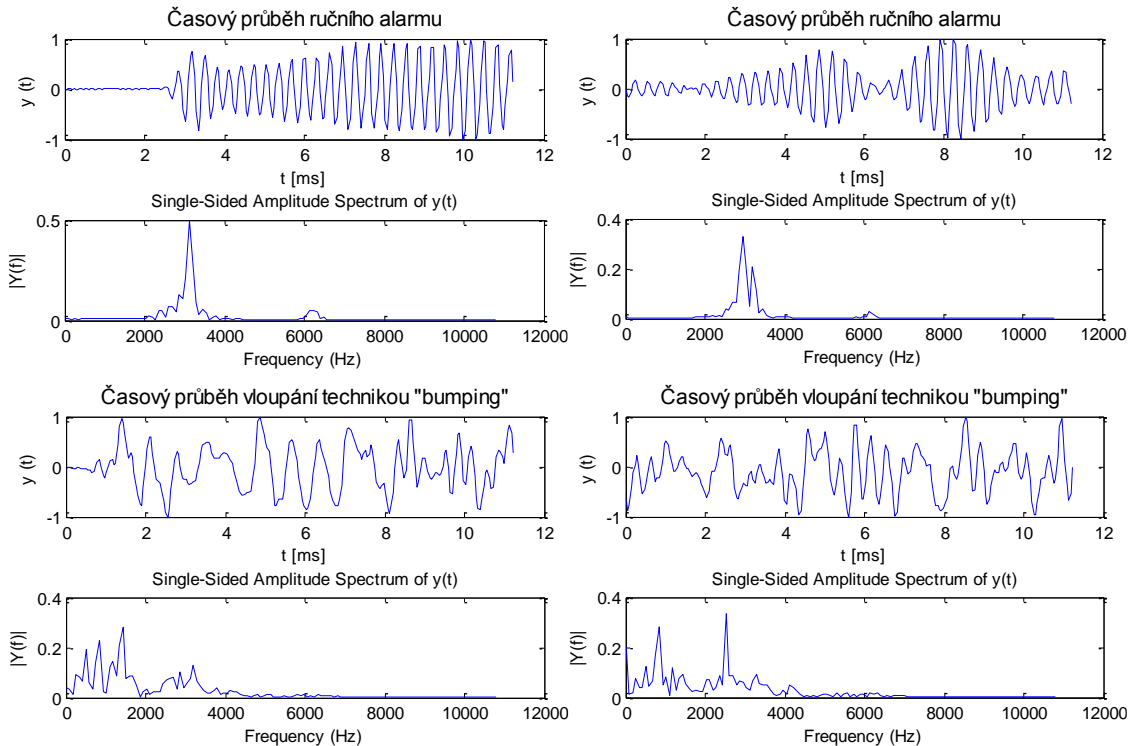 Časový průběh ručního alarmu
1
0
-1
y (t)
0 2 4 6 8 10 12
t [ms]
Single-Sided Amplitude Spectrum of y(t)
0.5
0
|Y(f)|
0 2000 4000 6000 8000 10000 12000
Frequency (Hz)
Časový průběh ručního alarmu
1
0
-1
y (t)
0 2 4 6 8 10 12
t [ms]
Single-Sided Amplitude Spectrum of y(t)
0.4
0.2
0
|Y(f)|
0 2000 4000 6000 8000 10000 12000
Frequency (Hz)
Časový průběh vloupání technikou "bumping"
1
0
-1
y (t)
0 2 4 6 8 10 12
t [ms]
Single-Sided Amplitude Spectrum of y(t)
0.4
0.2
0
|Y(f)|
0 2000 4000 6000 8000 10000 12000
Frequency (Hz)
Časový průběh vloupání technikou "bumping"
1
0
-1
y (t)
0 2 4 6 8 10 12
t [ms]
Single-Sided Amplitude Spectrum of y(t)
0.4
0.2
0
|Y(f)|
0 2000 4000 6000 8000 10000 12000
Frequency (Hz)